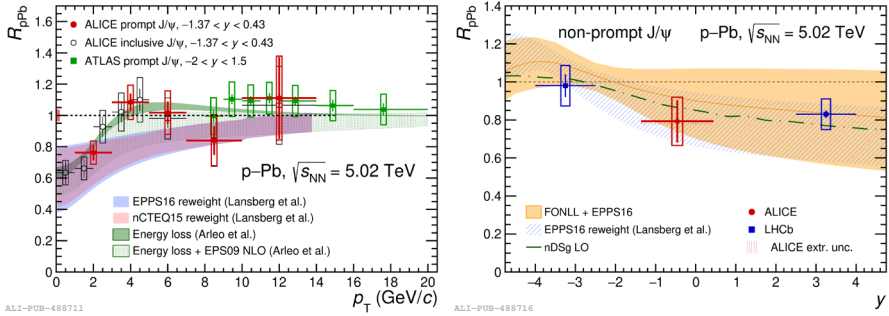 R_pPb
1.6
1.4
1.2
1
0.8
0.6
0.4
0.2
0
ALICE prompt J/ψ, −1.37 < y < 0.43
ALICE inclusive J/ψ, −1.37 < y < 0.43
ATLAS prompt J/ψ, −2 < y < 1.5
p−Pb, √s_NN = 5.02 TeV
EPPS16 reweight (Lansberg et al.)
nCTEQ15 reweight (Lansberg et al.)
Energy loss (Arleo et al.)
Energy loss + EPS09 NLO (Arleo et al.)
0 2 4 6 8 10 12 14 16 18 20
p_T (GeV/c)
ALI-PUB-488711
R_pPb
1.4
1.2
1
0.8
0.6
0.4
0.2
0
non-prompt J/ψ p−Pb, √s_NN = 5.02 TeV
FONLL + EPPS16
EPPS16 reweight (Lansberg et al.)
nDSg LO
ALICE
LHCb
ALICE extr. unc.
−4 −3 −2 −1 0 1 2 3 4
y
ALI-PUB-488716